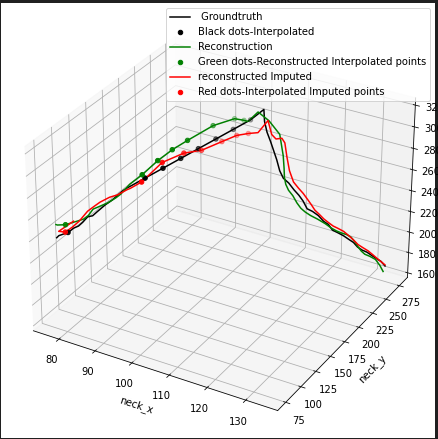 Groundtruth
Black dots-Interpolated
Reconstruction
Green dots-Reconstructed Interpolated points
reconstructed Imputed
Red dots-Interpolated Imputed points
300
280
260
240
220
200
180
160
275
250
225
200
175
150
125
100
75
80
90
100
110
120
130
neck_x
neck_y